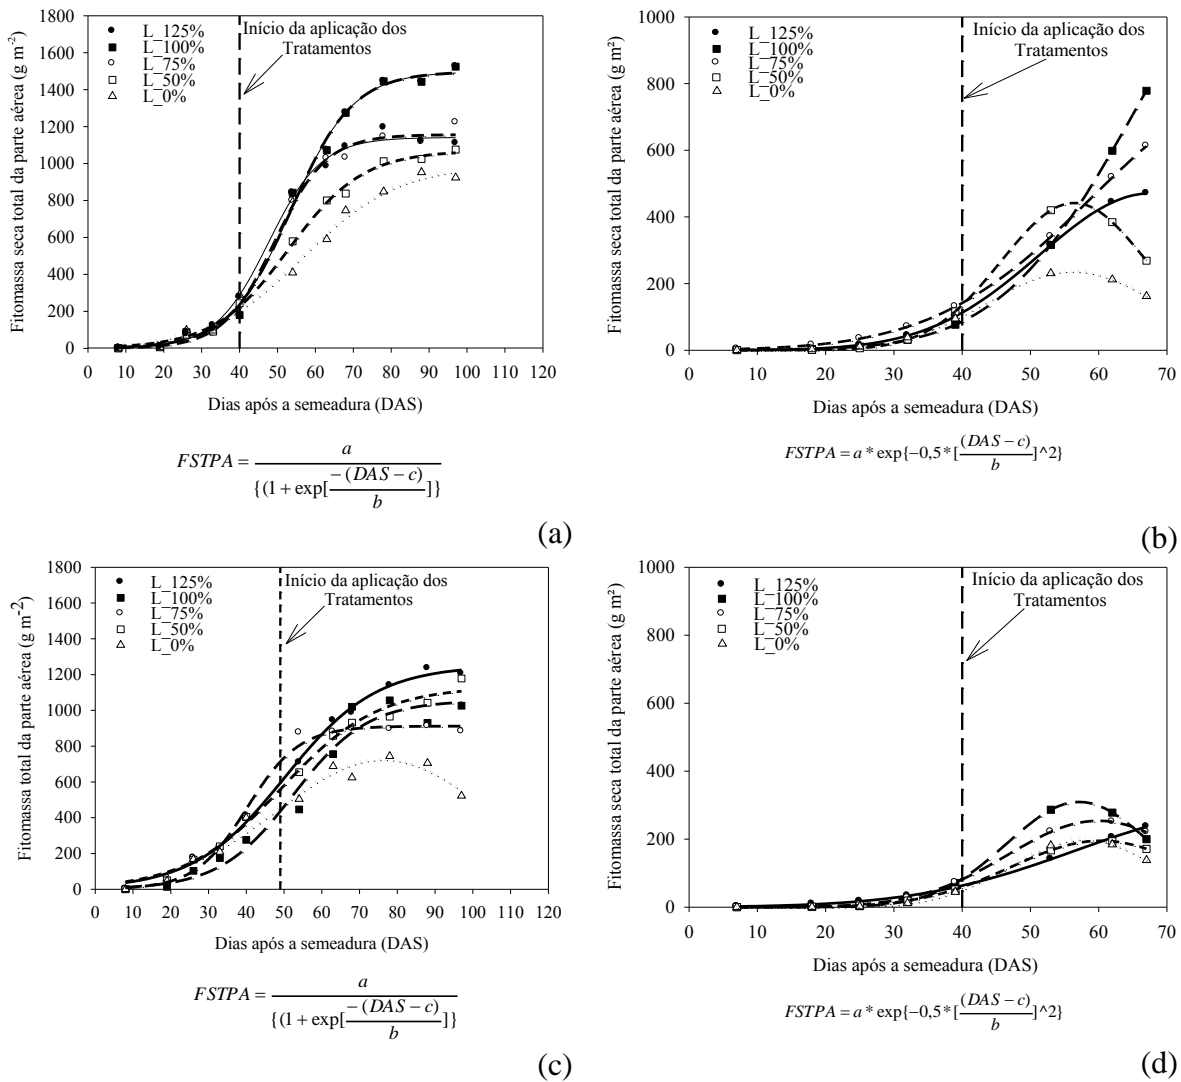 Fitomassa seca total da parte aérea (g m-2)
1800
1600
1400
1200
1000
800
600
400
200
0
L_125%
L_100%
L_75%
L_50%
L_0%
Início da aplicação dos
Tratamentos
0 10 20 30 40 50 60 70 80 90 100 110 120
Dias após a semeadura (DAS)
FSTPA = a / {(1 + exp[ -(DAS - c) / b ]}
(a)
Fitomassa seca total da parte aérea (g m²)
1000
800
600
400
200
0
L_125%
L_100%
L_75%
L_50%
L_0%
Início da aplicação dos
Tratamentos
0 10 20 30 40 50 60 70
Dias após a semeadura (DAS)
FSTPA = a * exp{-0,5 * [ (DAS - c) / b ]^2}
(b)
Fitomassa total da parte aérea (g m-2)
1800
1600
1400
1200
1000
800
600
400
200
0
L_125%
L_100%
L_75%
L_50%
L_0%
Início da aplicação dos
Tratamentos
0 10 20 30 40 50 60 70 80 90 100 110 120
Dias após a semeadura (DAS)
FSTPA = a / {(1 + exp[ -(DAS - c) / b ]}
(c)
Fitomassa seca total da parte aérea (g m²)
1000
800
600
400
200
0
L_125%
L_100%
L_75%
L_50%
L_0%
Início da aplicação dos
Tratamentos
0 10 20 30 40 50 60 70
Dias após a semeadura (DAS)
FSTPA = a * exp{-0,5 * [ (DAS - c) / b ]^2}
(d)